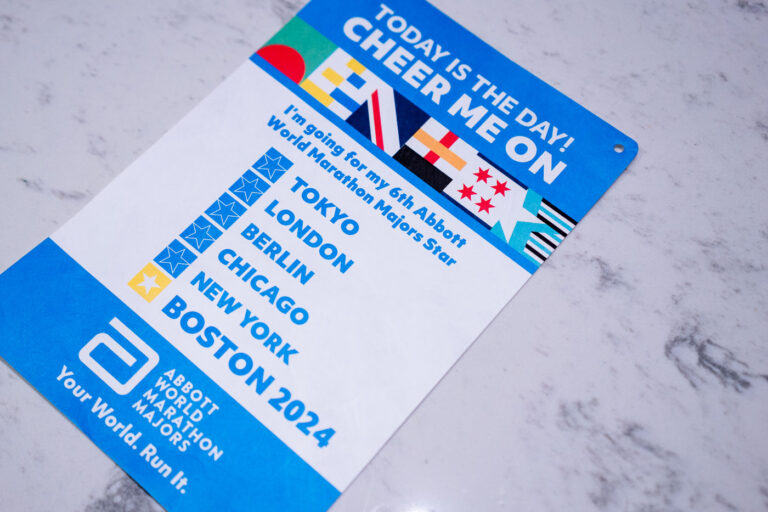 TODAY IS THE DAY!
CHEER ME ON
I'm going for my 6th Abbott
World Marathon Majors Star
TOKYO
LONDON
BERLIN
CHICAGO
NEW YORK
BOSTON 2024
ABBOTT
WORLD
MARATHON
MAJORS
Your World. Run It.